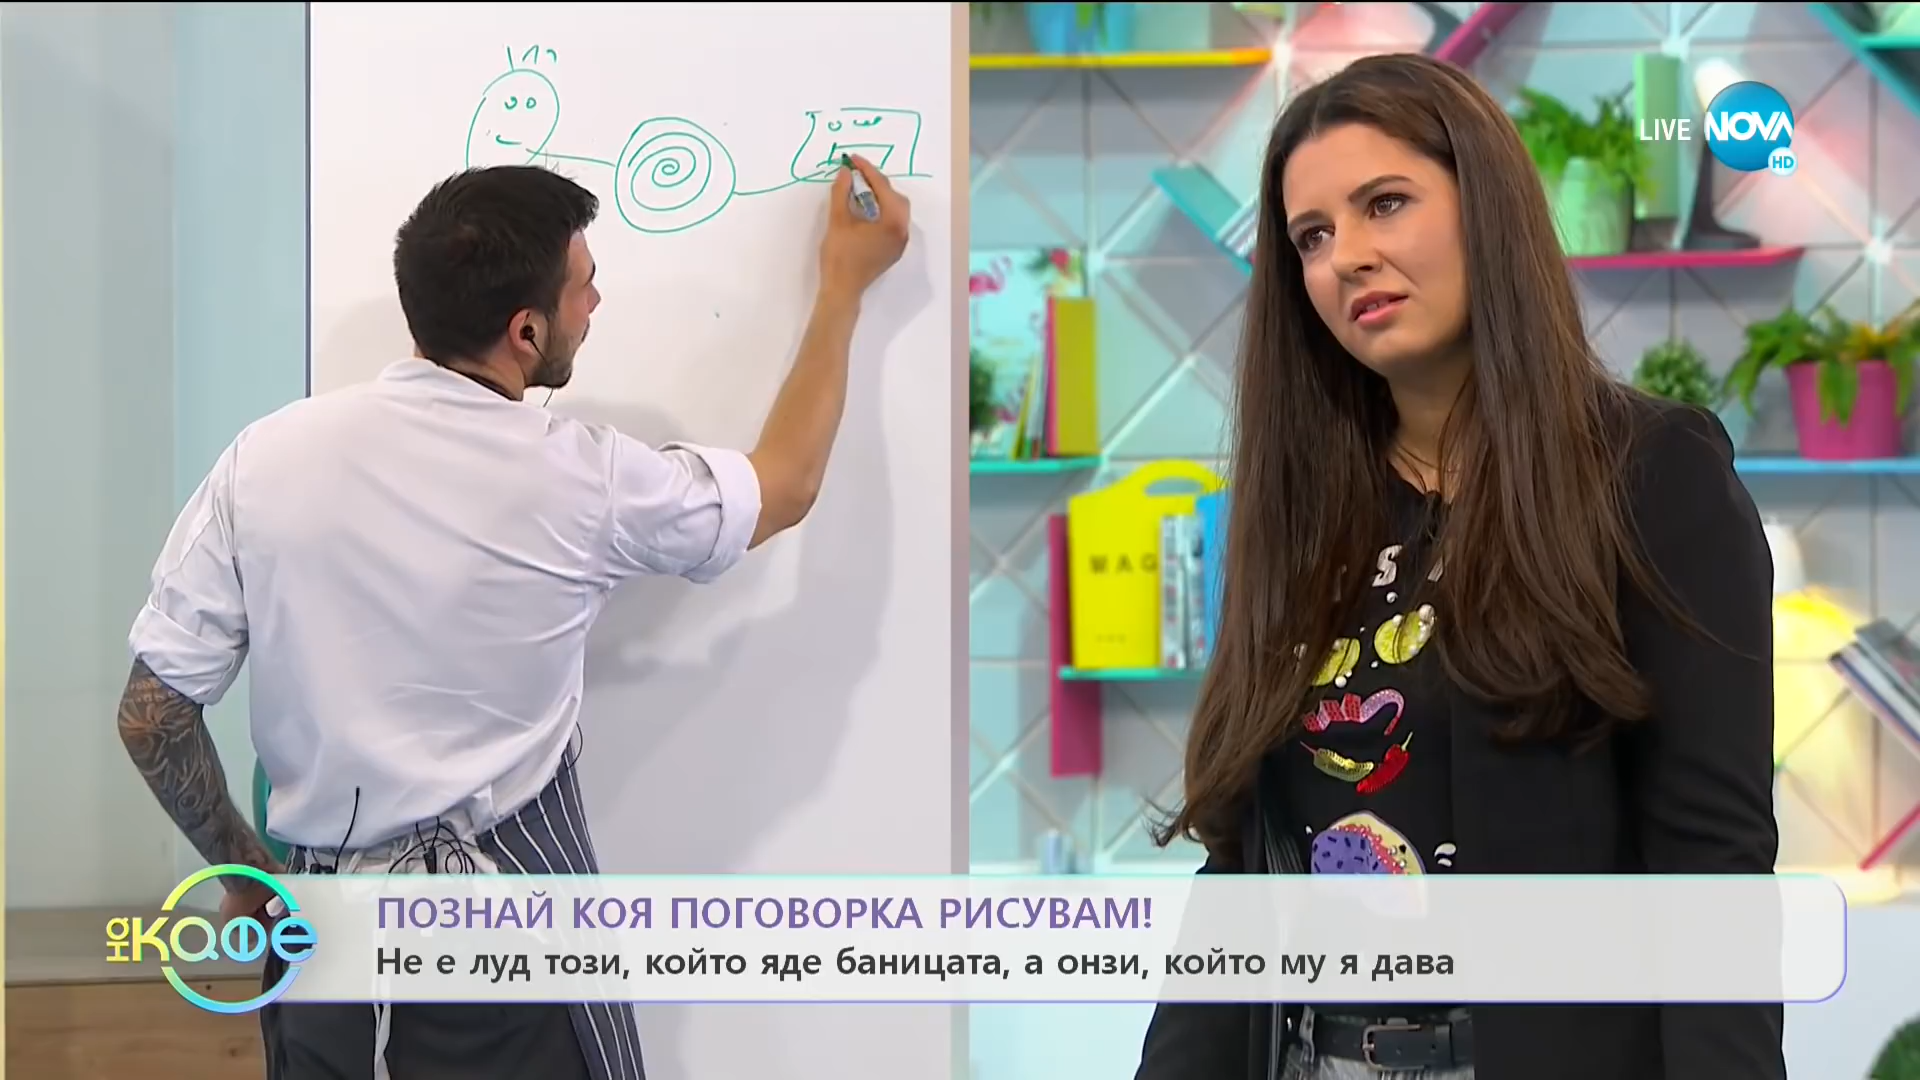 LIVE NOVA
HD
MAG
ПОЗНАЙ КОЯ ПОГОВОРКА РИСУВАМ!
на кафе
Не е луд този, който яде баницата, а онзи, който му я дава